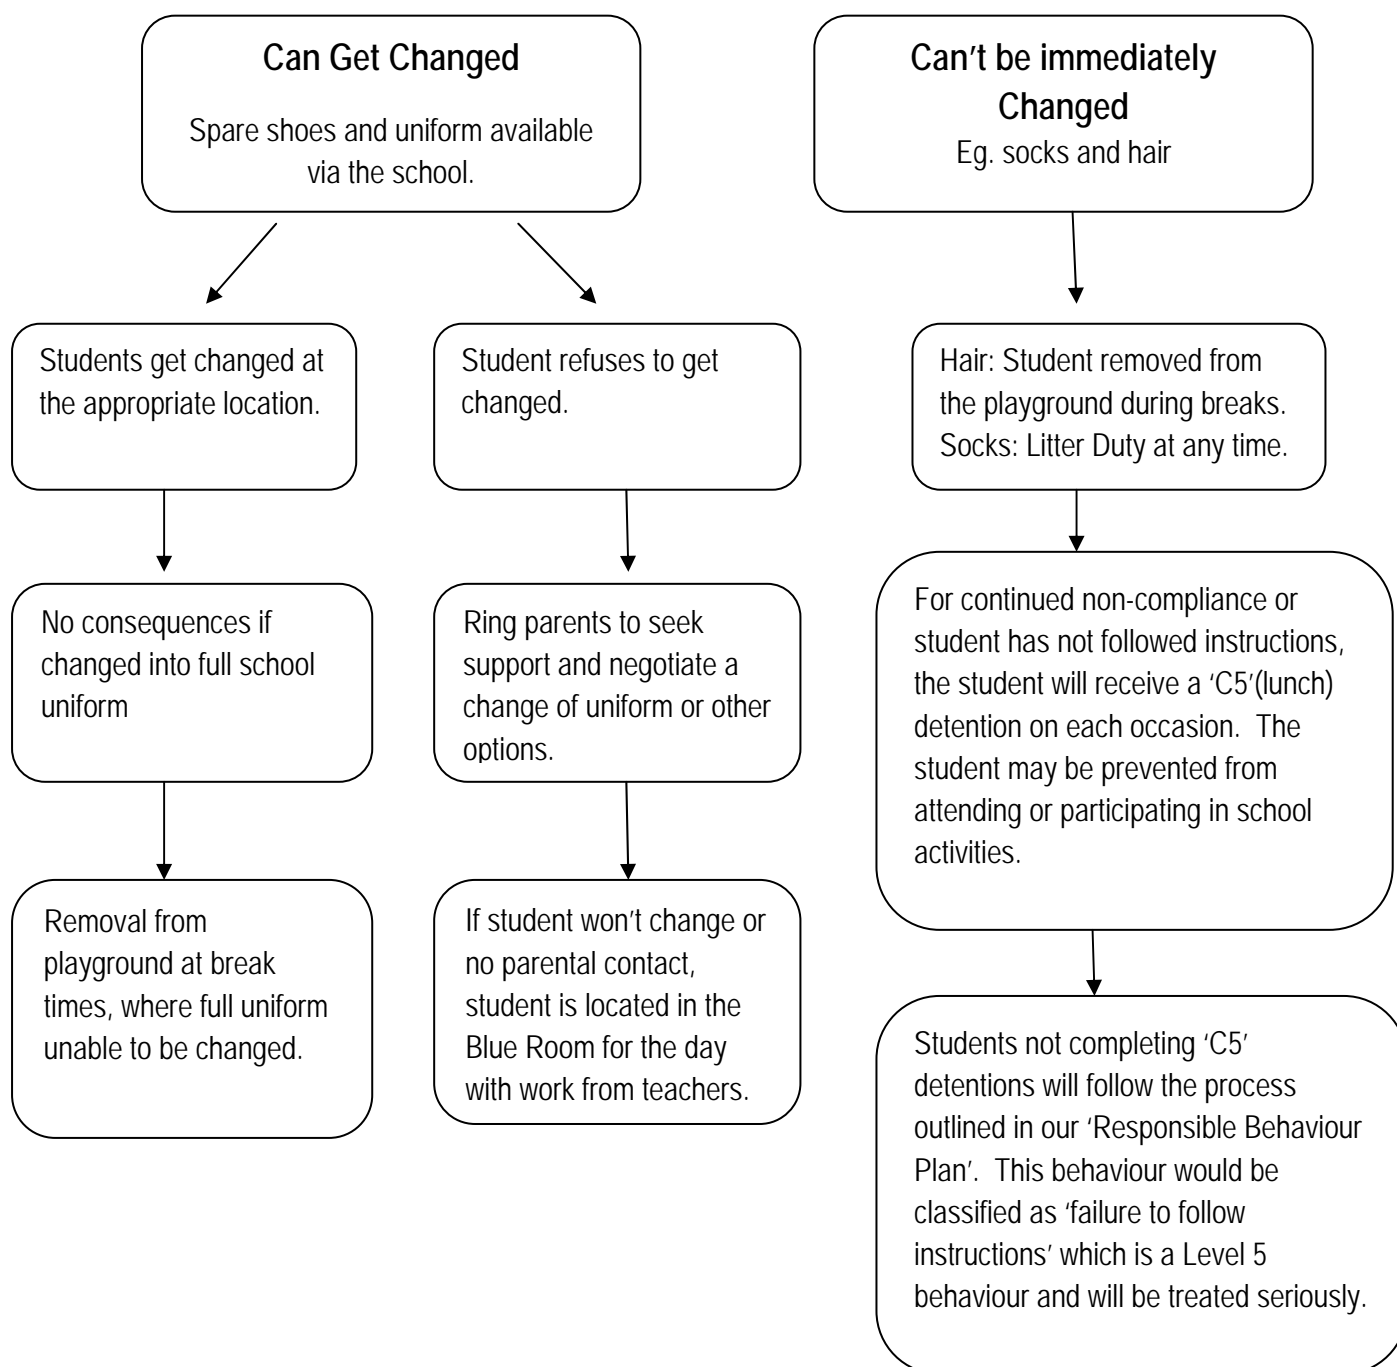 Can Get Changed
Spare shoes and uniform available
via the school.
Can't be immediately
Changed
Eg. socks and hair
Students get changed at
the appropriate location.
Student refuses to get
changed.
Hair: Student removed from
the playground during breaks.
Socks: Litter Duty at any time.
No consequences if
changed into full school
uniform
Ring parents to seek
support and negotiate a
change of uniform or other
options.
For continued non-compliance or
student has not followed instructions,
the student will receive a ‘C5’(lunch)
detention on each occasion.  The
student may be prevented from
attending or participating in school
activities.
Removal from
playground at break
times, where full uniform
unable to be changed.
If student won't change or
no parental contact,
student is located in the
Blue Room for the day
with work from teachers.
Students not completing ‘C5’
detentions will follow the process
outlined in our ‘Responsible Behaviour
Plan’.  This behaviour would be
classified as ‘failure to follow
instructions’ which is a Level 5
behaviour and will be treated seriously.